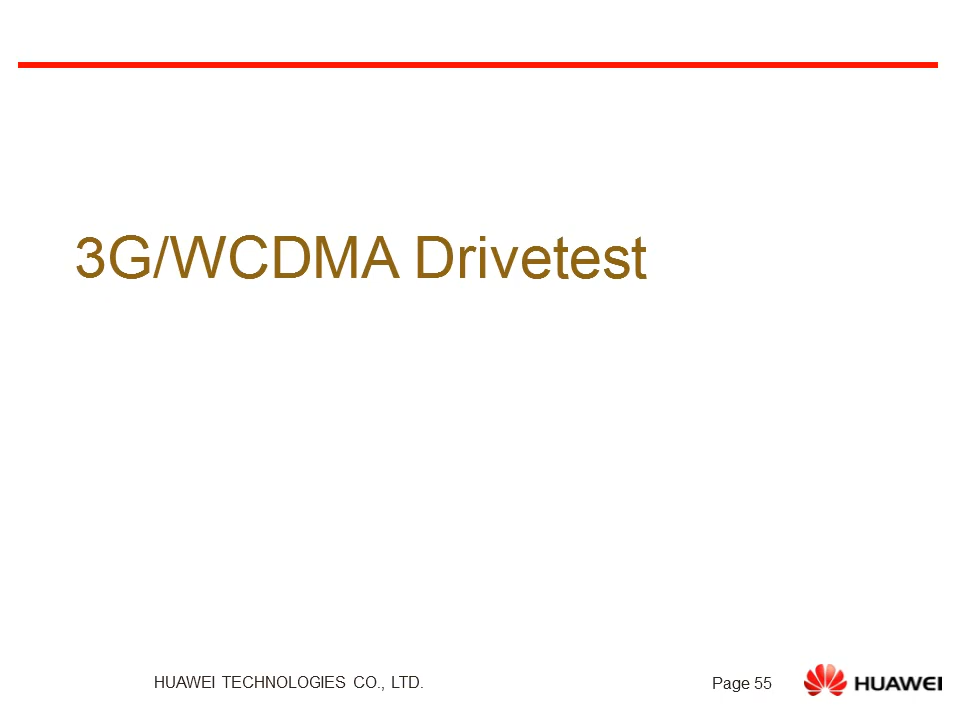 3G/WCDMA Drivetest
HUAWEI TECHNOLOGIES CO., LTD.
Page 55
HUAWEI